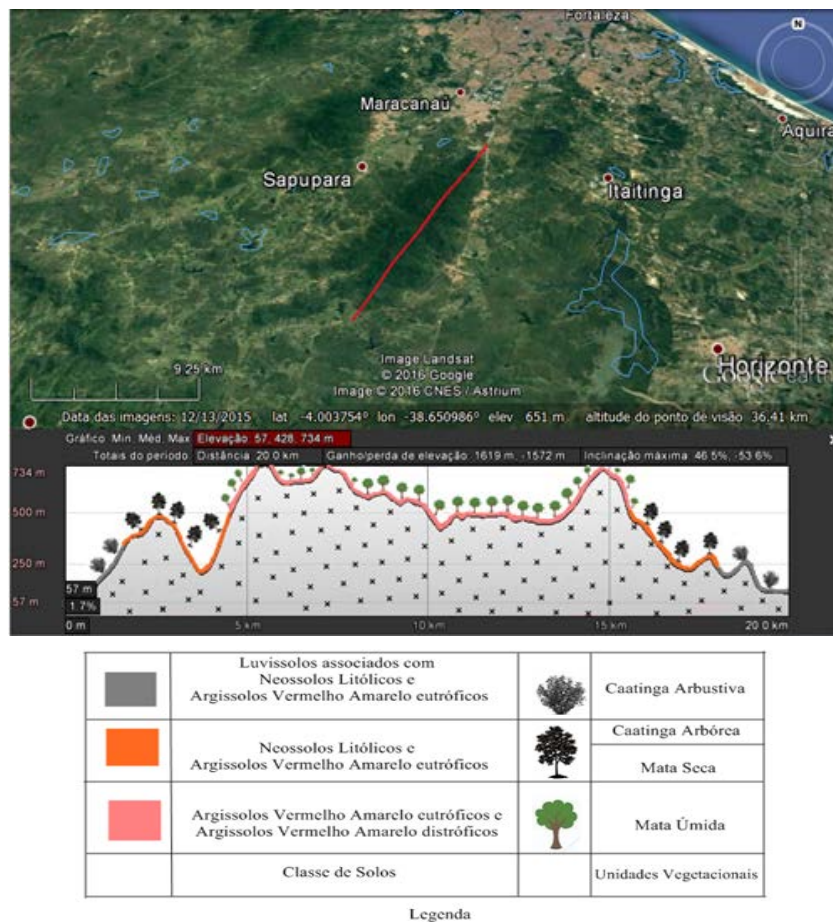 Fortaleza
N
Maracanaú
Aquira
Sapupara
Itaitinga
Image Landsat
© 2016 Google
Image © 2016 CNES / Astrium
Horizonte
Google earth
9.25 km
Data das imagens: 12/13/2015 lat -4.003754° lon -38.650986° elev 651 m altitude do ponto de visão 36.41 km
Gráfico Mín. Méd. Máx Elevação: 57, 428, 734 m
Totais do período: Distância: 20.0 km Ganho/perda de elevação: 1619 m, -1572 m Inclinação máxima: 46.5%, -53.6%
734 m
500 m
250 m
57 m
57 m
1.7%
0 m 5 km 10 km 15 km 20.0 km
Luvissolos associados com
Neossolos Litólicos e
Argissolos Vermelho Amarelo eutróficos
Caatinga Arbustiva
Neossolos Litólicos e
Argissolos Vermelho Amarelo eutróficos
Caatinga Arbórea
Mata Seca
Argissolos Vermelho Amarelo eutróficos e
Argissolos Vermelho Amarelo distróficos
Mata Úmida
Classe de Solos
Unidades Vegetacionais
Legenda